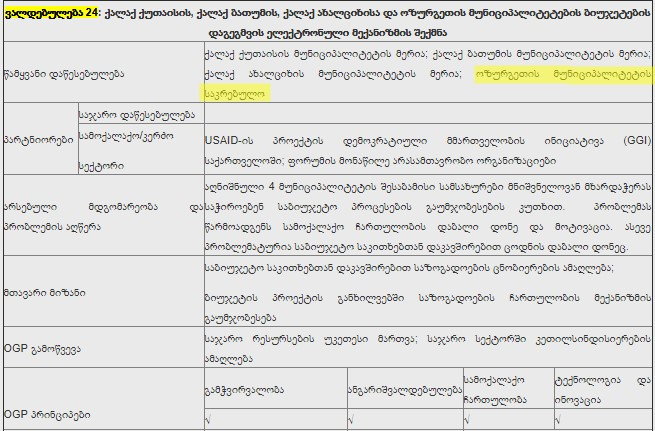 ვალდებულება 24: ქალაქ ქუთაისის, ქალაქ ბათუმის, ქალაქ ახალციხისა და ოზურგეთის მუნიციპალიტეტების ბიუჯეტების
დაგეგმვის ელექტრონული მექანიზმის შექმნა
წამყვანი დაწესებულება
ქალაქ ქუთაისის მუნიციპალიტეტის მერია; ქალაქ ბათუმის მუნიციპალიტეტის მერია;
ქალაქ ახალციხის მუნიციპალიტეტის მერია; ოზურგეთის მუნიციპალიტეტის
საკრებულო
პარტნიორები
საჯარო დაწესებულება
სამოქალაქო/კერძო
სექტორი
USAID-ის პროექტის დემოკრატიული მმართველობის ინიციატივა (GGI)
საქართველოში; ფორუმის მონაწილე არასამთავრობო ორგანიზაციები
არსებული მდგომარეობა და
პრობლემის აღწერა
აღნიშნული 4 მუნიციპალიტეტის შესაბამისი სამსახურები მნიშვნელოვან მხარდაჭერას
საჭიროებენ საბიუჯეტო პროცესების გაუმჯობესების კუთხით. პრობლემას
წარმოადგენს სამოქალაქო ჩართულობის დაბალი დონე და მოტივაცია. ასევე
პრობლემატურია საბიუჯეტო საკითხებთან დაკავშირებით ცოდნის დაბალი დონეც.
მთავარი მიზანი
საბიუჯეტო საკითხებთან დაკავშირებით საზოგადოების ცნობიერების ამაღლება;
ბიუჯეტის პროექტის განხილვებში საზოგადოების ჩართულობის მექანიზმის
გაუმჯობესება
OGP გამოწვევა
საჯარო რესურსების უკეთესი მართვა; საჯარო სექტორში კეთილსინდისიერების
ამაღლება
OGP პრინციპები
გამჭვირვალობა
ანგარიშვალდებულება
სამოქალაქო
ჩართულობა
ტექნოლოგია და
ინოვაცია
√ √ √ √